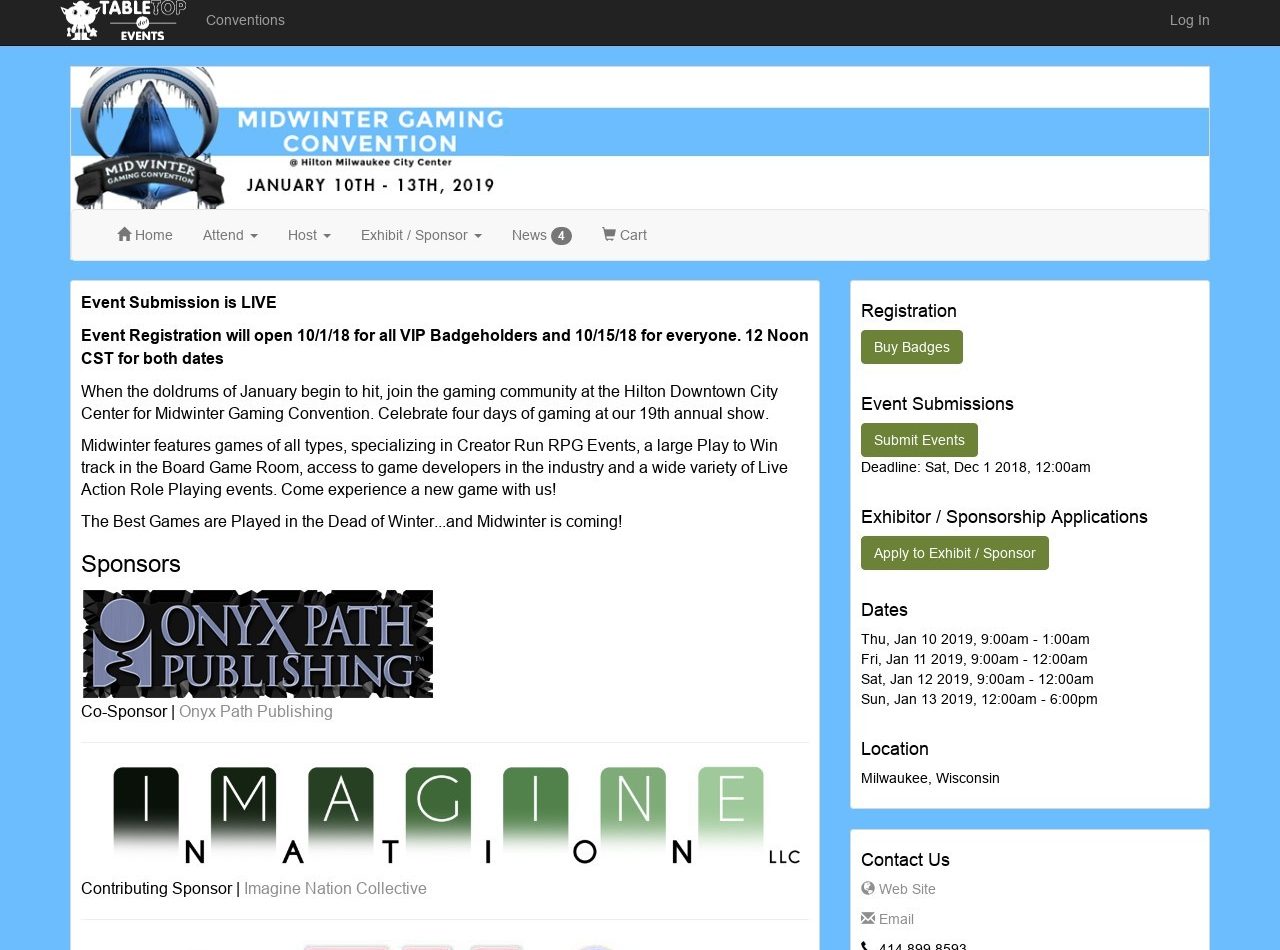 TABLETOP
dot
EVENTS
Conventions
Log In
MIDWINTER
GAMING CONVENTION
™
MIDWINTER GAMING
CONVENTION
@ Hilton Milwaukee City Center
JANUARY 10TH - 13TH, 2019
Home
Attend
Host
Exhibit / Sponsor
News 4
Cart
Event Submission is LIVE
Event Registration will open 10/1/18 for all VIP Badgeholders and 10/15/18 for everyone. 12 Noon
CST for both dates
When the doldrums of January begin to hit, join the gaming community at the Hilton Downtown City
Center for Midwinter Gaming Convention. Celebrate four days of gaming at our 19th annual show.
Midwinter features games of all types, specializing in Creator Run RPG Events, a large Play to Win
track in the Board Game Room, access to game developers in the industry and a wide variety of Live
Action Role Playing events. Come experience a new game with us!
The Best Games are Played in the Dead of Winter...and Midwinter is coming!
Sponsors
ONYX PATH
PUBLISHING™
Co-Sponsor | Onyx Path Publishing
IMAGINE
NATION LLC
Contributing Sponsor | Imagine Nation Collective
Registration
Buy Badges
Event Submissions
Submit Events
Deadline: Sat, Dec 1 2018, 12:00am
Exhibitor / Sponsorship Applications
Apply to Exhibit / Sponsor
Dates
Thu, Jan 10 2019, 9:00am - 1:00am
Fri, Jan 11 2019, 9:00am - 12:00am
Sat, Jan 12 2019, 9:00am - 12:00am
Sun, Jan 13 2019, 12:00am - 6:00pm
Location
Milwaukee, Wisconsin
Contact Us
Web Site
Email
414.899.8593